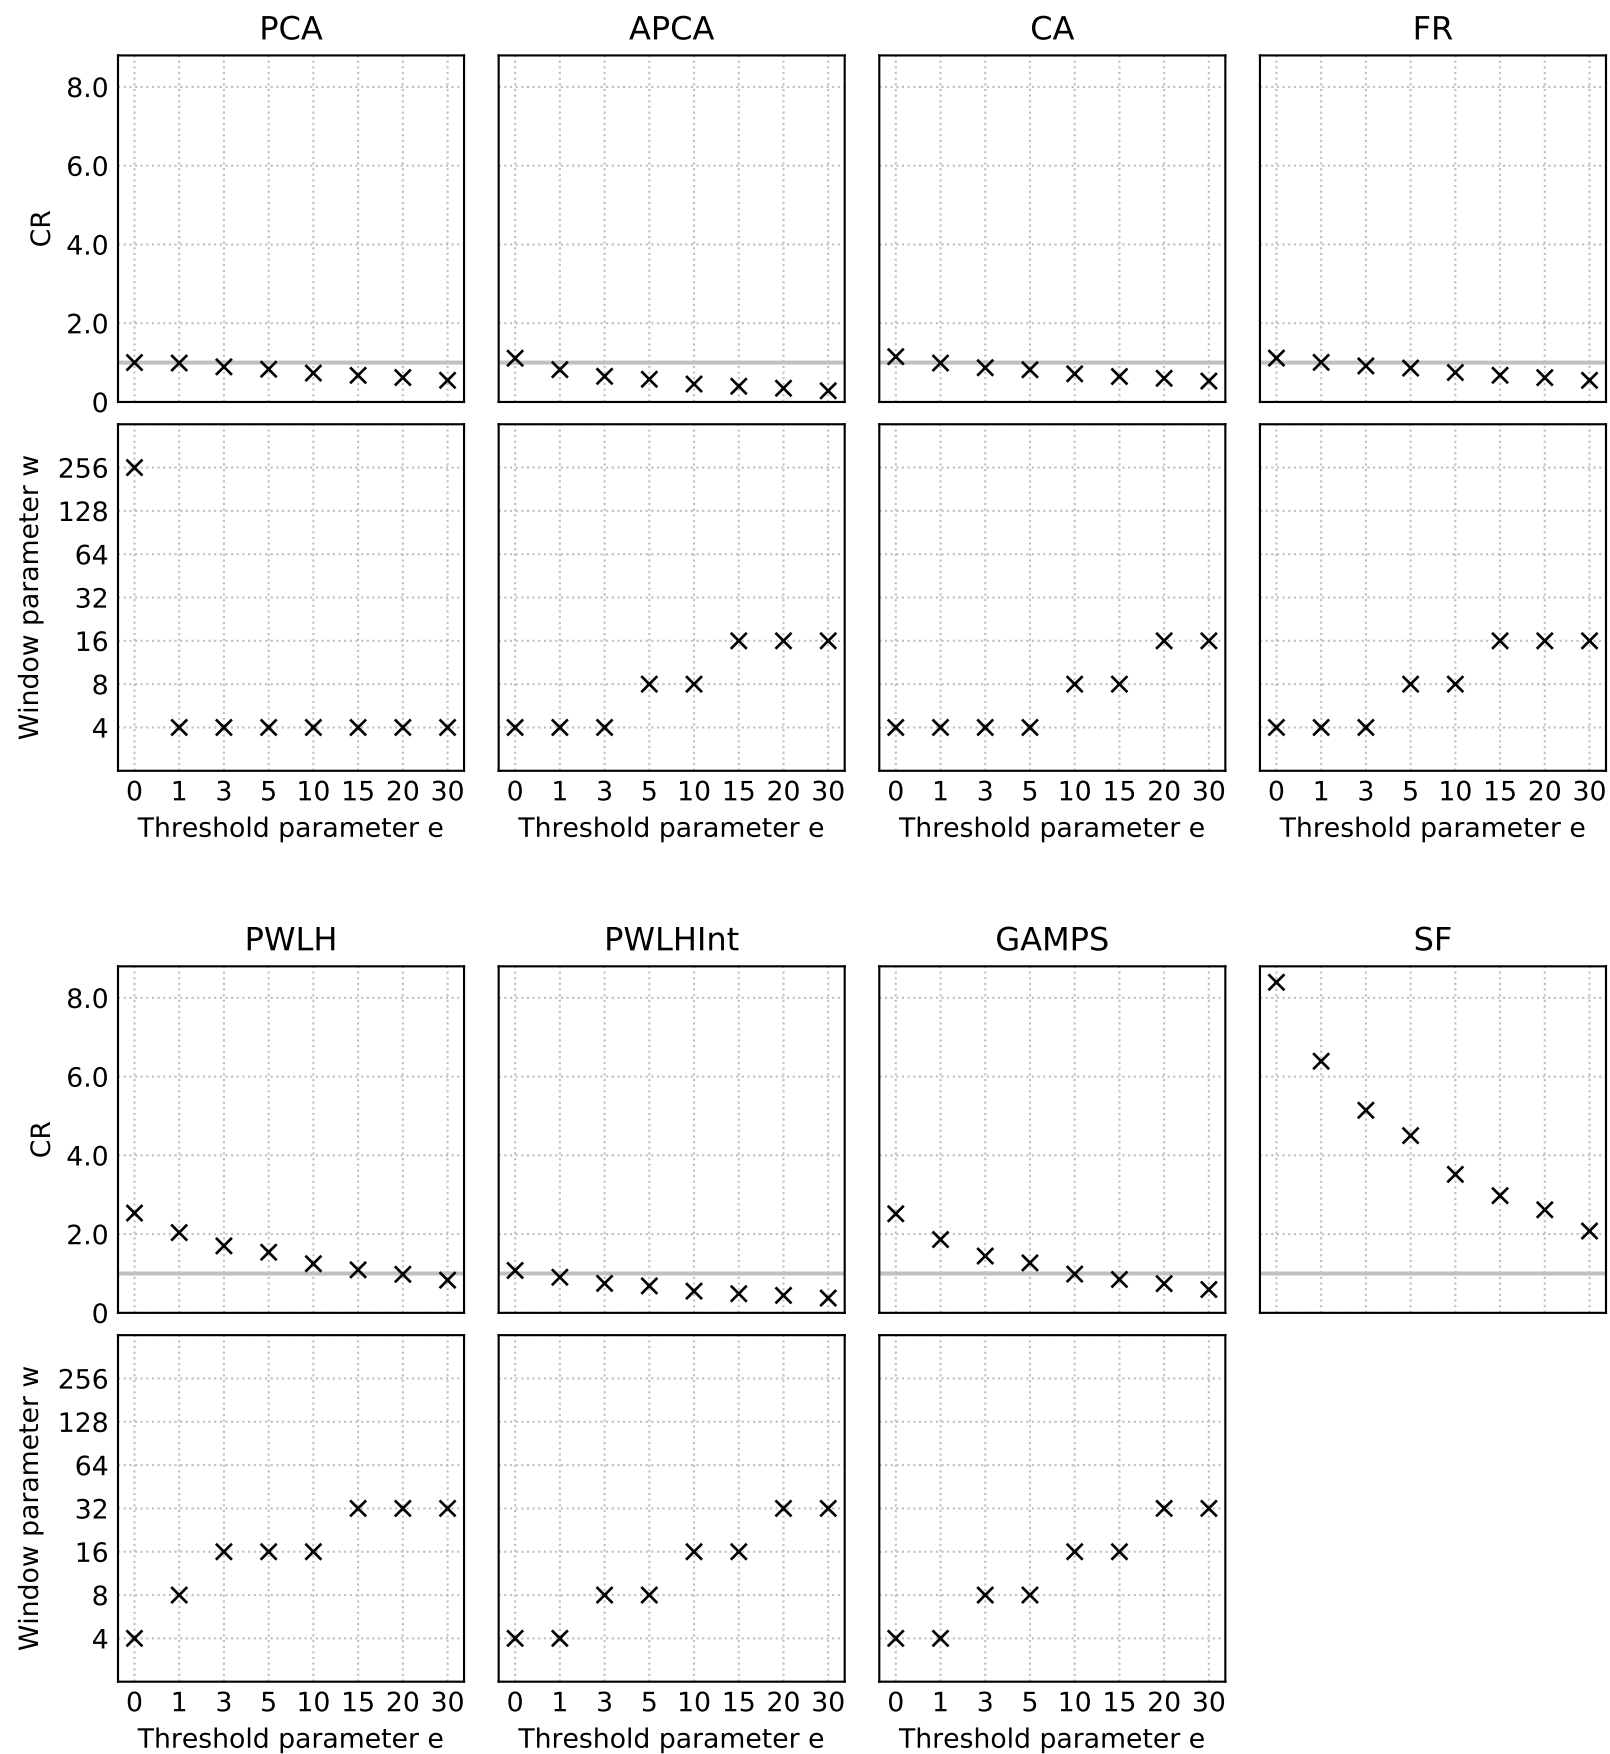 PCA APCA CA FR
8.0
6.0
4.0
2.0
0
CR
256
128
64
32
16
8
4
Window parameter w
0 1 3 5 10 15 20 30 0 1 3 5 10 15 20 30 0 1 3 5 10 15 20 30 0 1 3 5 10 15 20 30
Threshold parameter e Threshold parameter e Threshold parameter e Threshold parameter e
PWLH PWLHInt GAMPS SF
8.0
6.0
4.0
2.0
0
CR
256
128
64
32
16
8
4
Window parameter w
0 1 3 5 10 15 20 30 0 1 3 5 10 15 20 30 0 1 3 5 10 15 20 30
Threshold parameter e Threshold parameter e Threshold parameter e